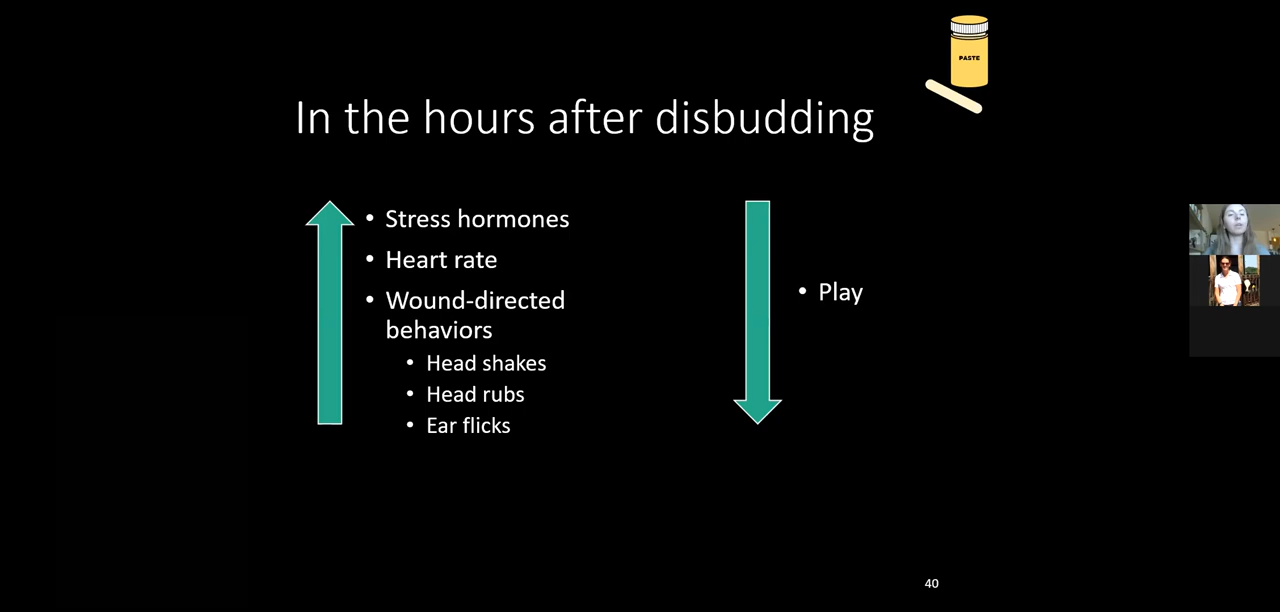 PASTE
In the hours after disbudding
• Stress hormones
• Heart rate
• Wound-directed
behaviors
• Head shakes
• Head rubs
• Ear flicks
• Play
40